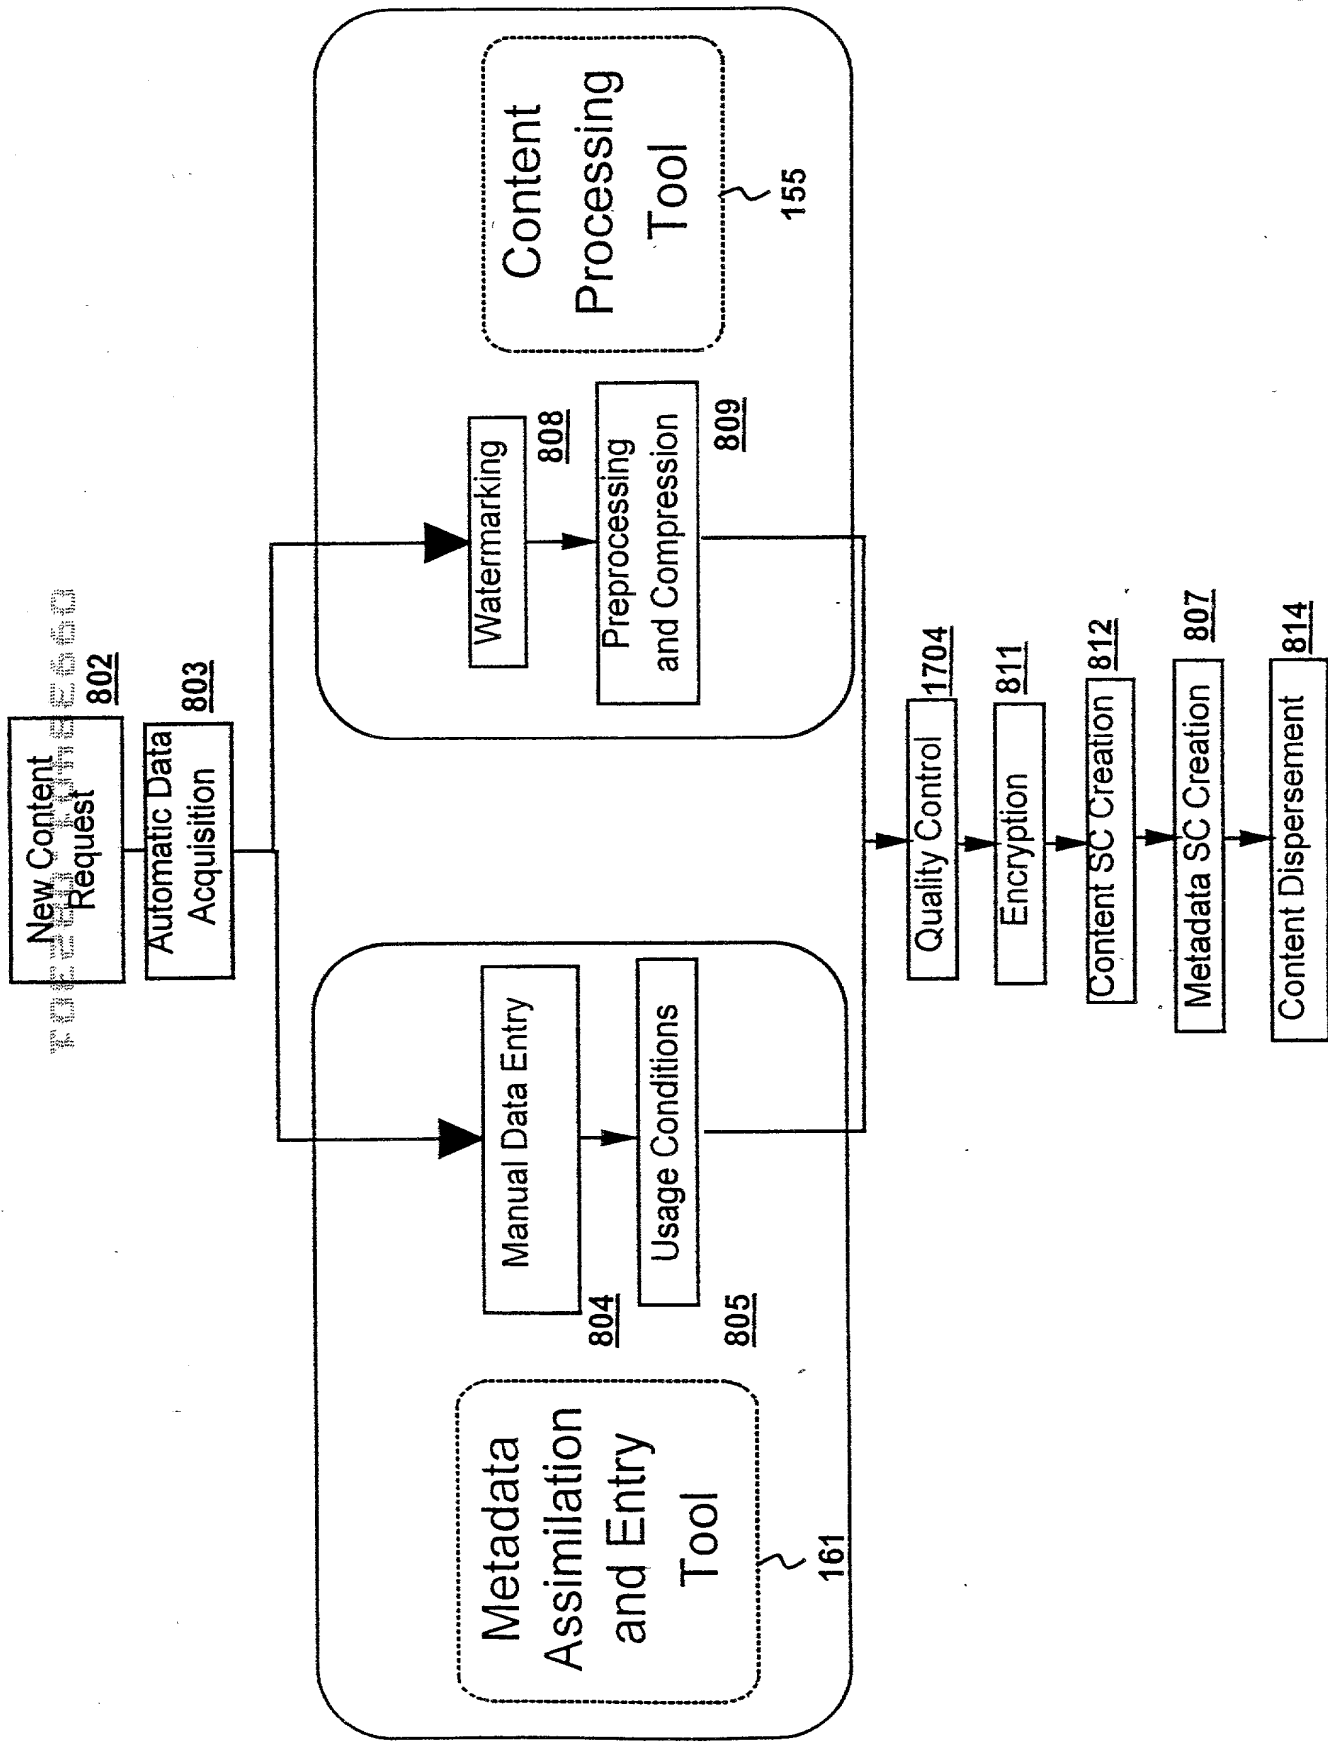 New Content
Request
802
Automatic Data
Acquisition
803
Metadata
Assimilation
and Entry
Tool
161
Manual Data Entry
804
Usage Conditions
805
Watermarking
808
Preprocessing
and Compression
809
Content
Processing
Tool
155
Quality Control
1704
Encryption
811
Content SC Creation
812
Metadata SC Creation
807
Content Dispersement
814